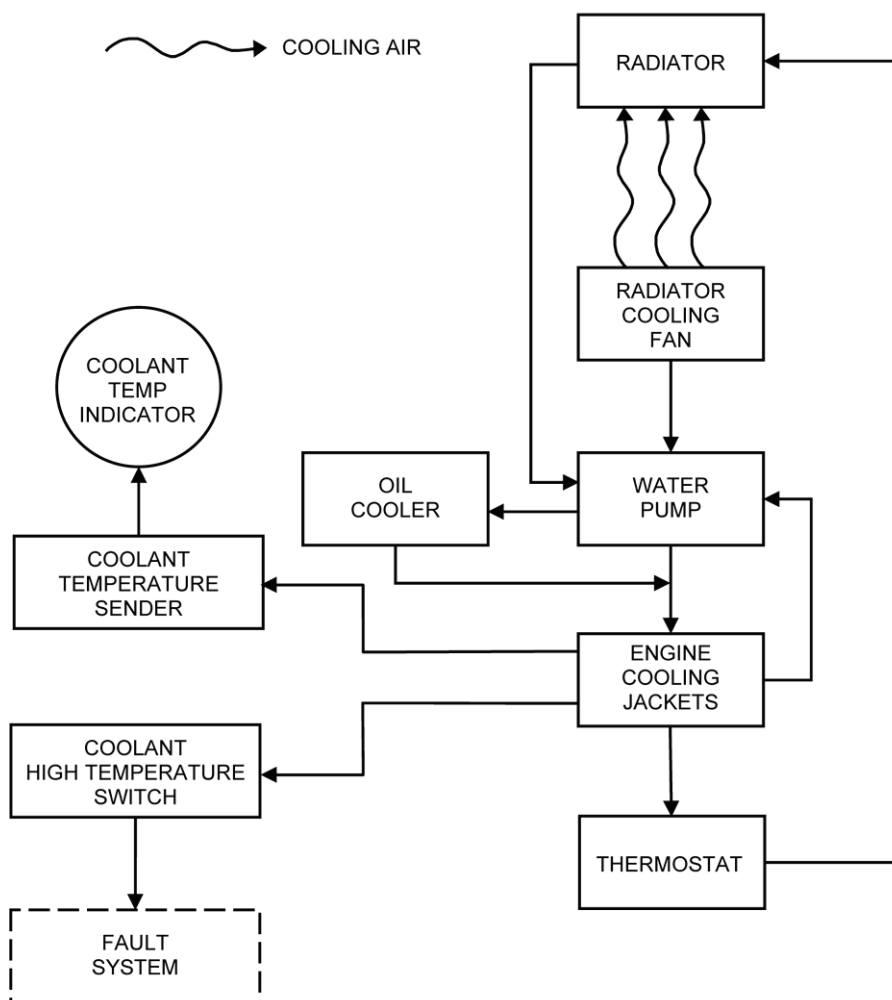 COOLING AIR
RADIATOR
RADIATOR
COOLING
FAN
COOLANT
TEMP
INDICATOR
OIL
COOLER
WATER
PUMP
COOLANT
TEMPERATURE
SENDER
ENGINE
COOLING
JACKETS
COOLANT
HIGH TEMPERATURE
SWITCH
THERMOSTAT
FAULT
SYSTEM